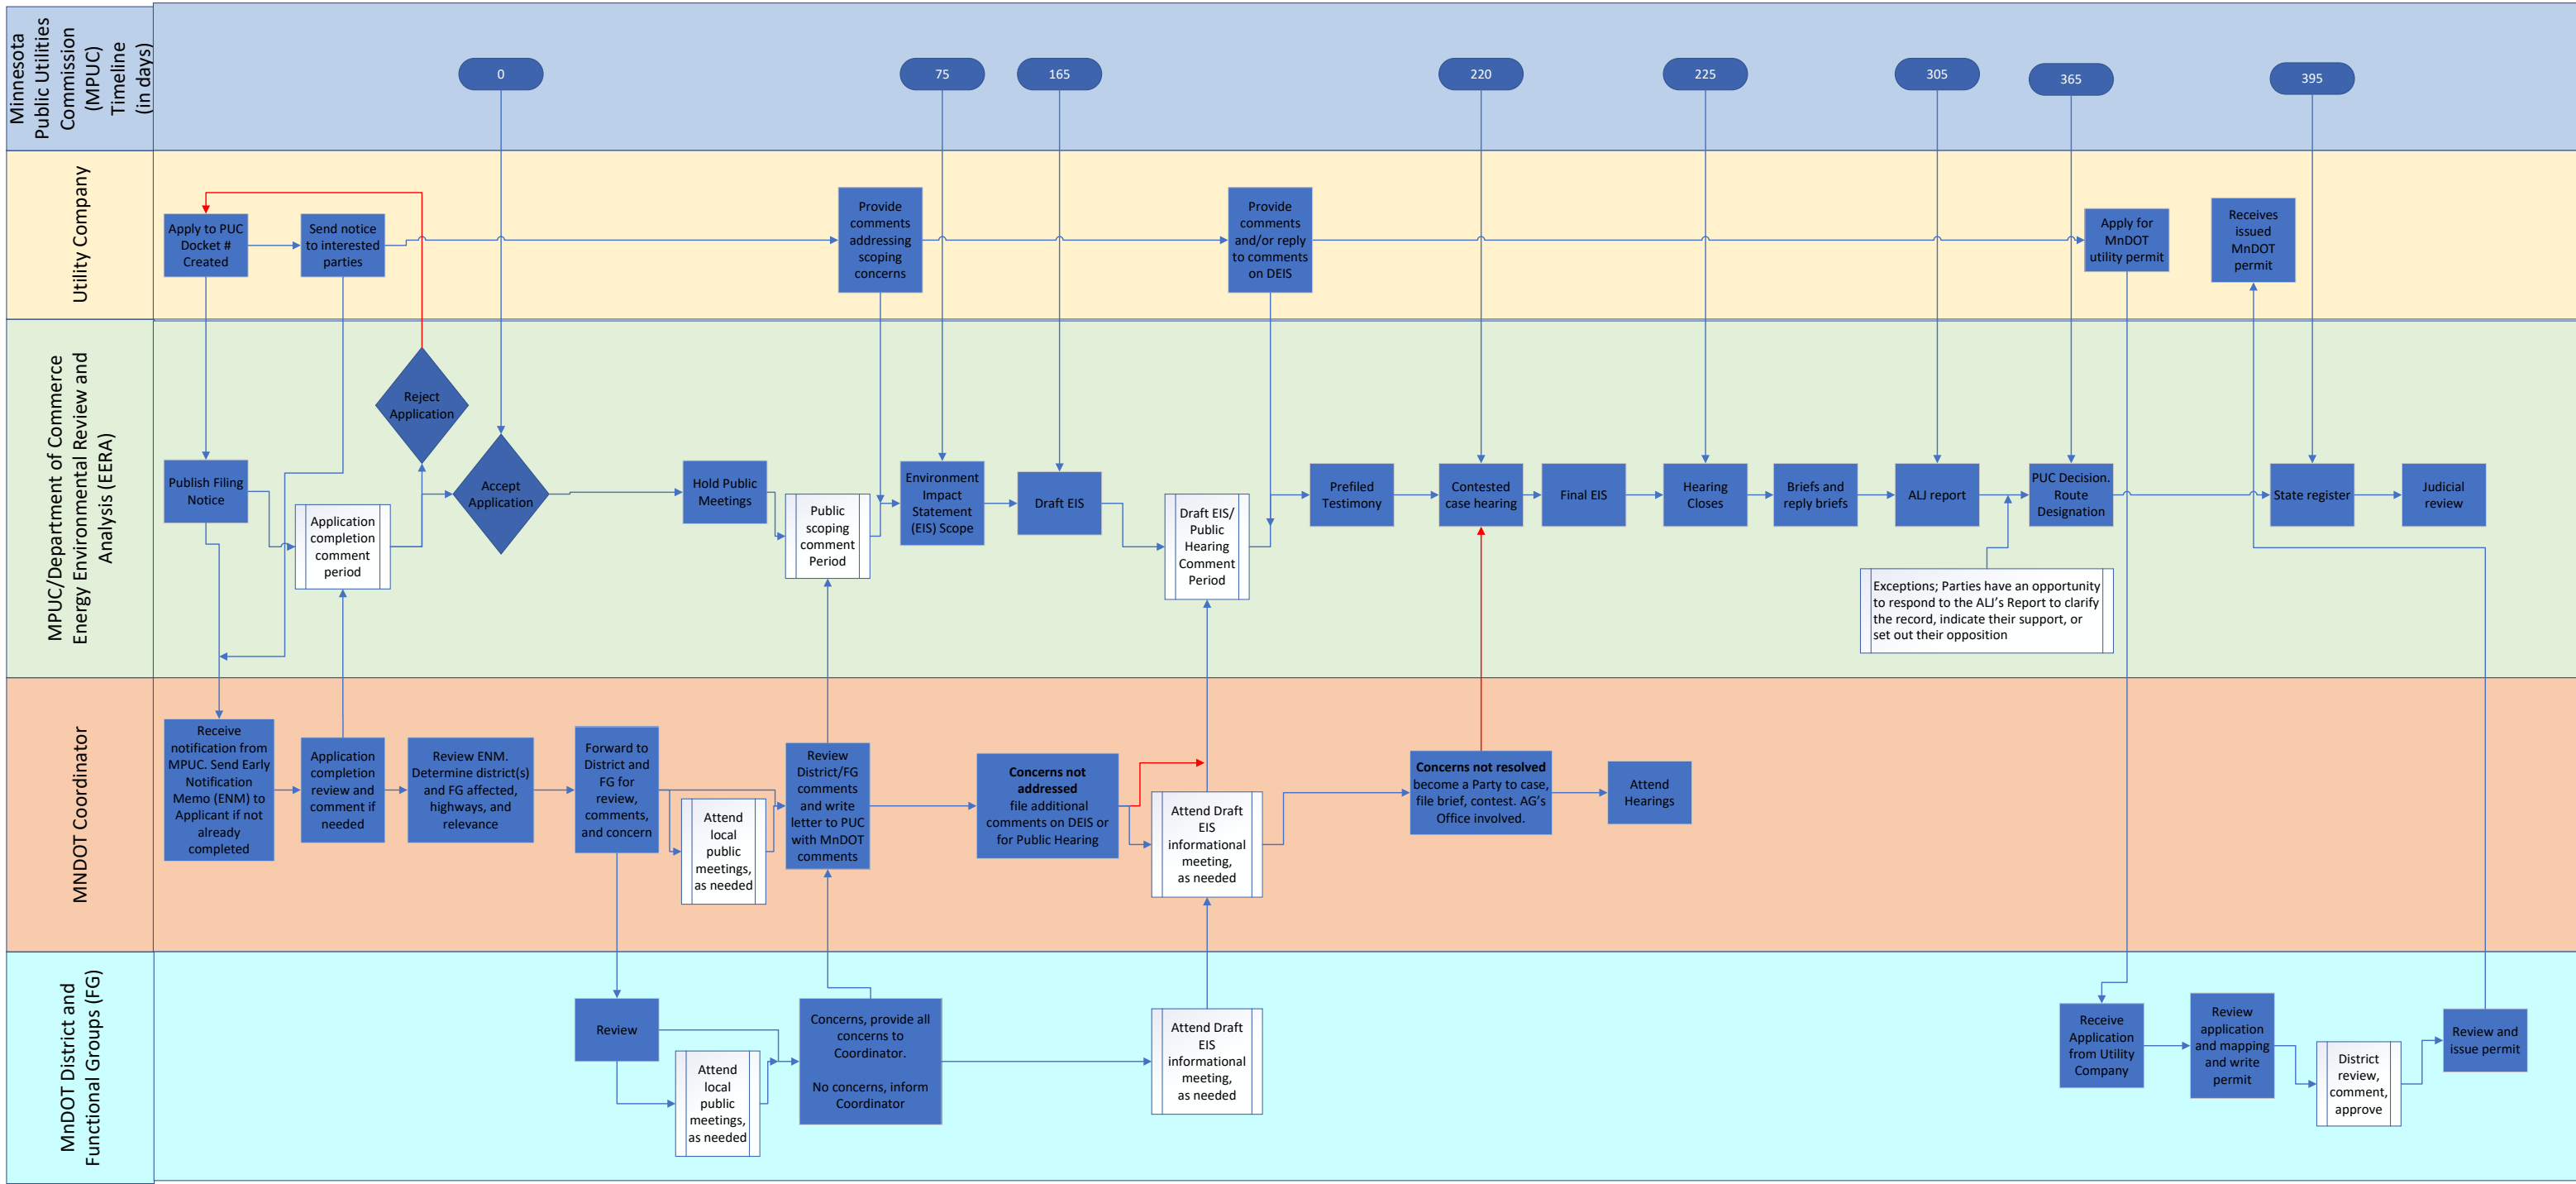 Minnesota
Public Utilities
Commission
(MPUC)
Timeline
(in days)
0
75
165
220
225
305
365
395
Utility Company
Apply to PUC
Docket #
Created
Send notice
to interested
parties
Provide
comments
addressing
scoping
concerns
Provide
comments
and/or reply
to comments
on DEIS
Apply for
MnDOT
utility permit
Receives
issued
MnDOT
permit
MPUC/Department of Commerce
Energy Environmental Review and
Analysis (EERA)
Publish Filing
Notice
Application
completion
comment
period
Reject
Application
Accept
Application
Hold Public
Meetings
Public
scoping
comment
Period
Environment
Impact
Statement
(EIS) Scope
Draft EIS
Draft EIS/
Public
Hearing
Comment
Period
Prefiled
Testimony
Contested
case hearing
Final EIS
Hearing
Closes
Briefs and
reply briefs
ALJ report
PUC Decision.
Route
Designation
State register
Judicial
review
Exceptions; Parties have an opportunity
to respond to the ALJ's Report to clarify
the record, indicate their support, or
set out their opposition
MNDOT Coordinator
Receive
notification from
MPUC. Send Early
Notification
Memo (ENM) to
Applicant if not
already
completed
Application
completion
review and
comment if
needed
Review ENM.
Determine district(s)
and FG affected,
highways, and
relevance
Forward to
District and
FG for
review,
comments,
and concern
Attend
local
public
meetings,
as needed
Review
District/FG
comments
and write
letter to PUC
with MnDOT
comments
Concerns not
addressed
file additional
comments on DEIS or
for Public Hearing
Attend Draft
EIS
informational
meeting,
as needed
Concerns not resolved
become a Party to case,
file brief, contest. AG's
Office involved.
Attend
Hearings
MnDOT District and
Functional Groups (FG)
Review
Attend
local
public
meetings,
as needed
Concerns, provide all
concerns to
Coordinator.
No concerns, inform
Coordinator
Attend Draft
EIS
informational
meeting,
as needed
Receive
Application
from Utility
Company
Review
application
and mapping
and write
permit
District
review,
comment,
approve
Review and
issue permit